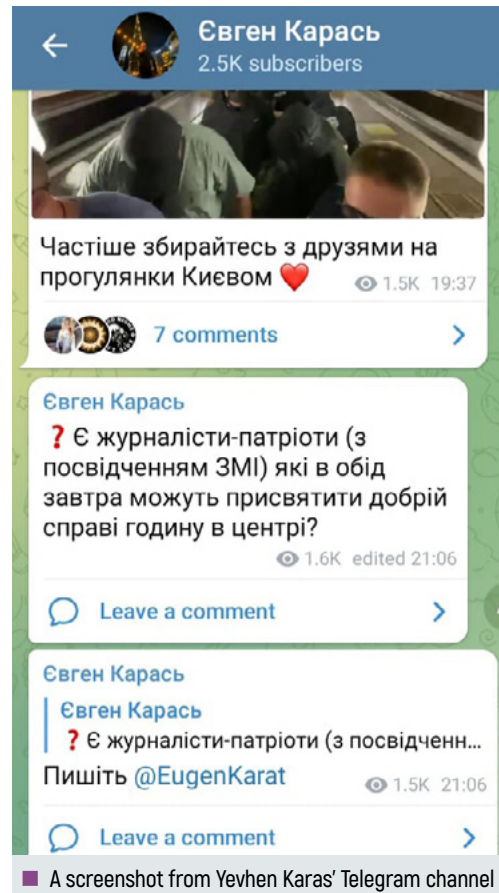 Євген Карась
2.5K subscribers
Частіше збирайтесь з друзями на
прогулянки Києвом ❤️ 1.5K 19:37
7 comments
Євген Карась
❓ Є журналісти-патріоти (з
посвідченням ЗМІ) які в обід
завтра можуть присвятити добрій
справі годину в центрі?
1.6K edited 21:06
Leave a comment
Євген Карась
Євген Карась
❓ Є журналісти-патріоти (з посвідченн...
Пишіть @EugenKarat 1.5K 21:06
Leave a comment
A screenshot from Yevhen Karas' Telegram channel